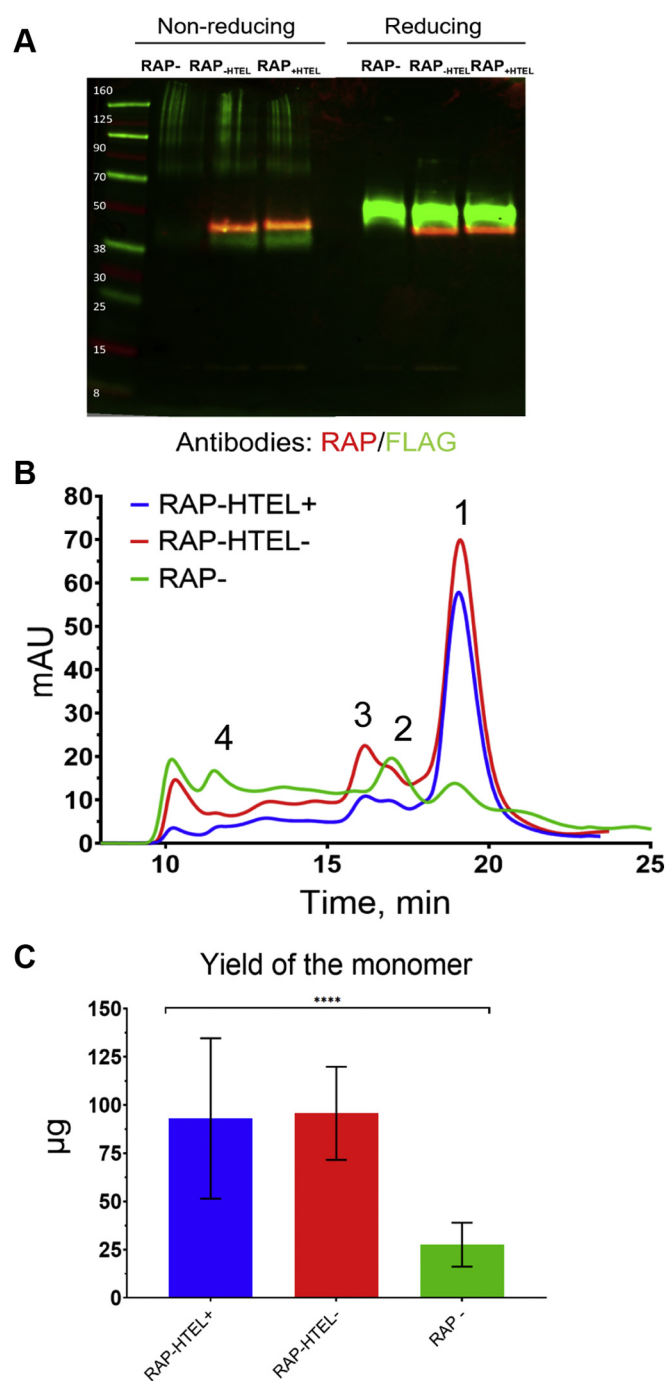 A
Non-reducing Reducing
RAP- RAP-HTEL RAP+HTEL RAP- RAP-HTEL RAP+HTEL
160
125
90
70
50
38
30
25
15
8
Antibodies: RAP/FLAG
B
80
70
60
50
40
30
20
10
0
mAU
RAP-HTEL+
RAP-HTEL-
RAP-
1
2
3
4
10 15 20 25
Time, min
C
Yield of the monomer
****
150
125
100
75
50
25
0
µg
RAP-HTEL+
RAP-HTEL-
RAP -